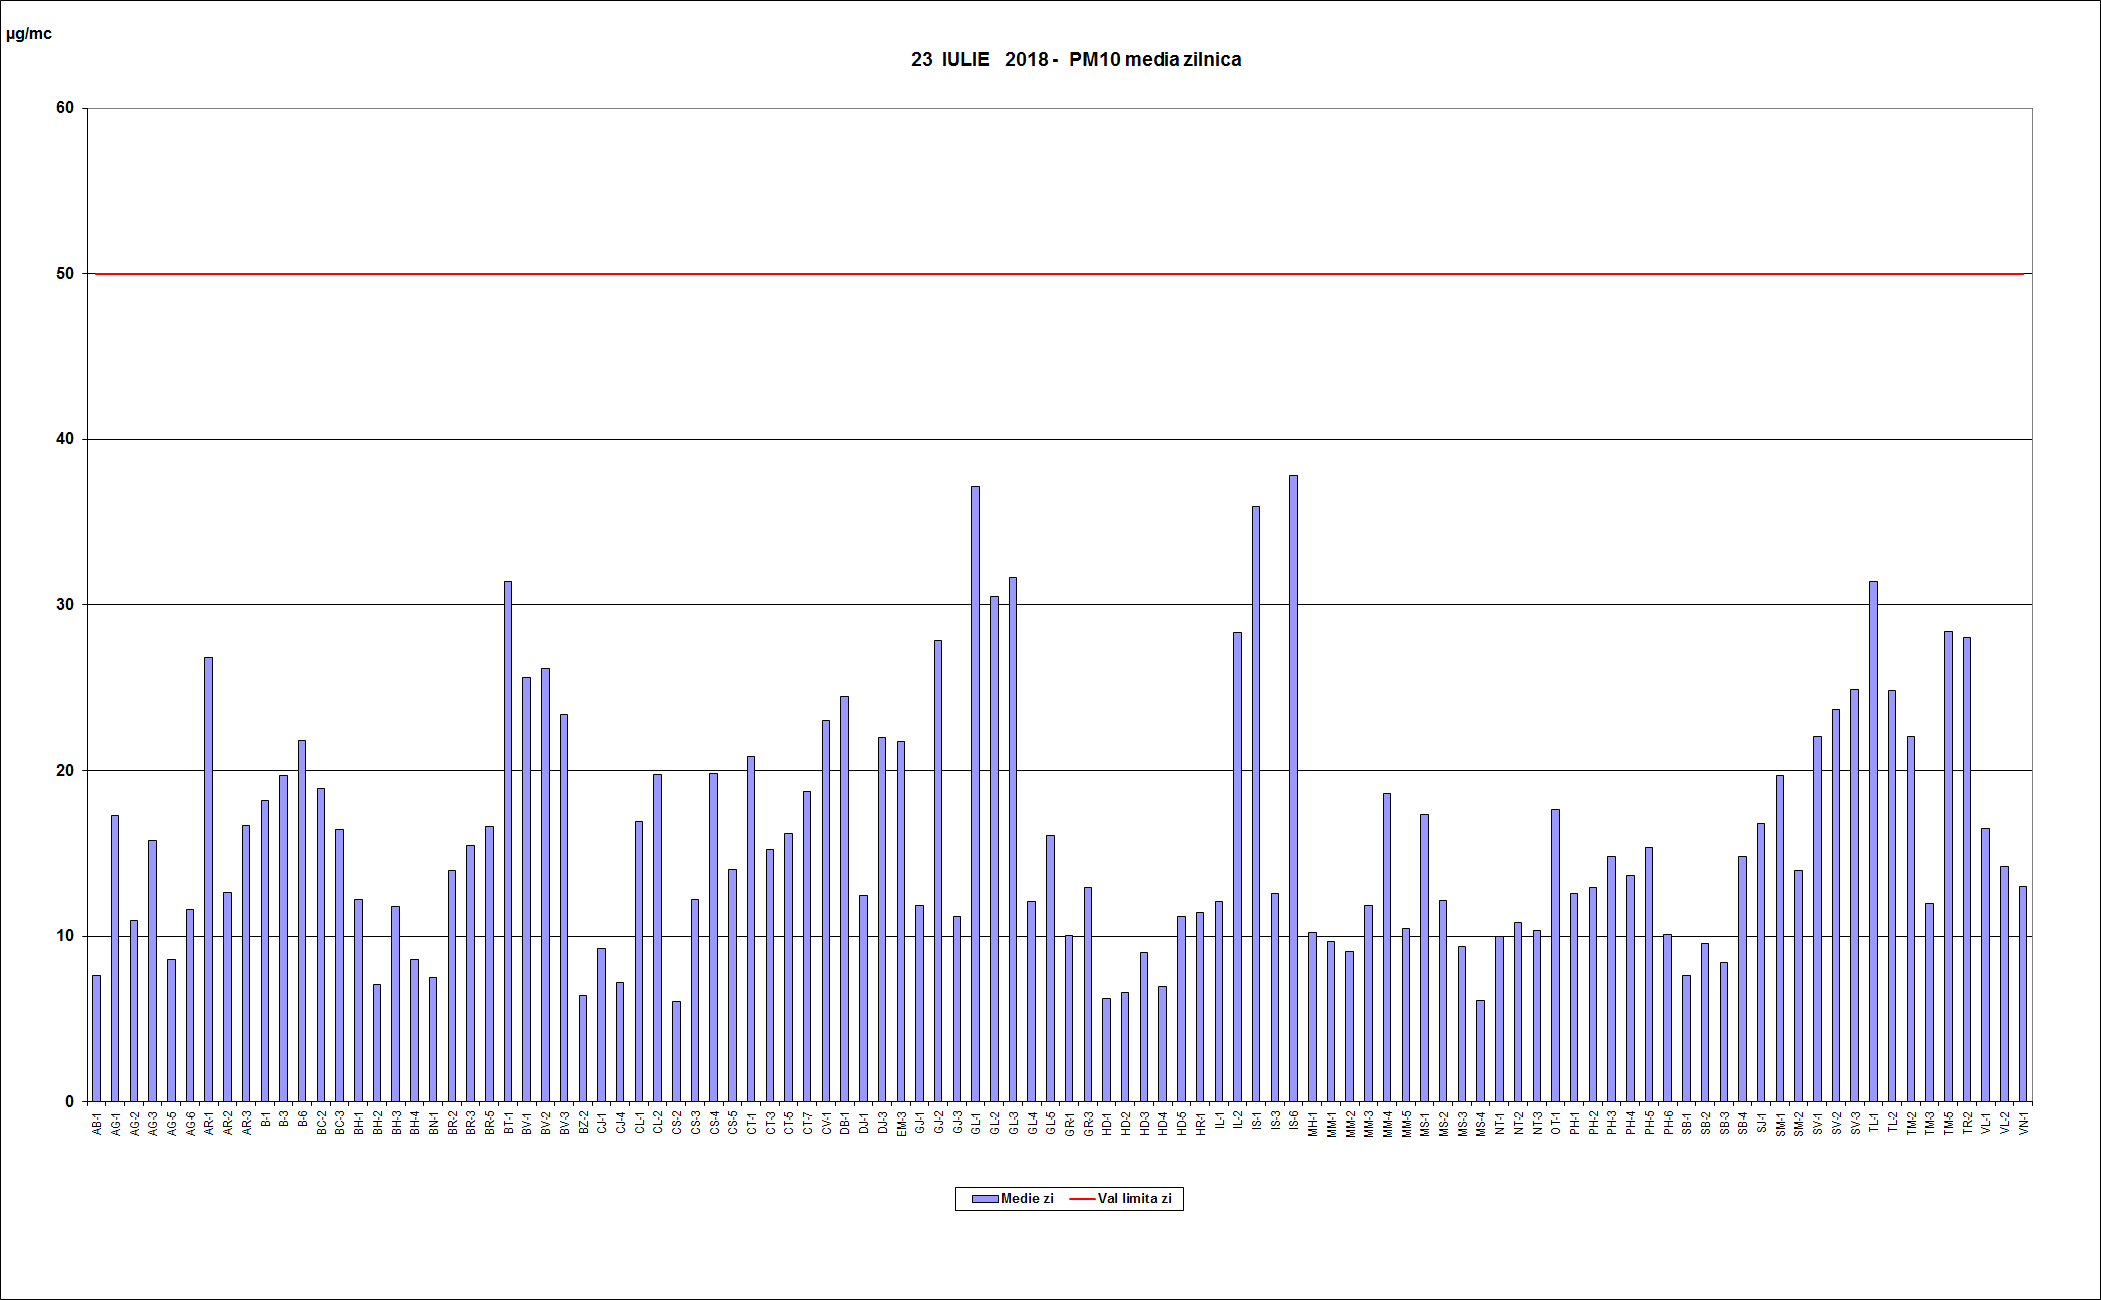 µg/mc
23 IULIE 2018 - PM10 media zilnica
60
50
40
30
20
10
0
AB-1 AG-1 AG-2 AG-3 AG-5 AG-6 AR-1 AR-2 AR-3 B-1 B-3 B-6 BC-2 BC-3 BH-1 BH-2 BH-3 BH-4 BN-1 BR-2 BR-3 BR-5 BT-1 BV-1 BV-2 BV-3 BZ-2 CJ-1 CJ-4 CL-1 CL-2 CS-2 CS-3 CS-4 CS-5 CT-1 CT-3 CT-5 CT-7 CV-1 DB-1 DJ-1 DJ-3 EM-3 GJ-1 GJ-2 GJ-3 GL-1 GL-2 GL-3 GL-4 GL-5 GR-1 GR-3 HD-1 HD-2 HD-3 HD-4 HD-5 HR-1 IL-1 IL-2 IS-1 IS-3 IS-6 MH-1 MM-1 MM-2 MM-3 MM-4 MM-5 MS-1 MS-2 MS-3 MS-4 NT-1 NT-2 NT-3 OT-1 PH-1 PH-2 PH-3 PH-4 PH-5 PH-6 SB-1 SB-2 SB-3 SB-4 SJ-1 SM-1 SM-2 SV-1 SV-2 SV-3 TL-1 TL-2 TM-2 TM-3 TM-5 TR-2 VL-1 VL-2 VN-1
Medie zi Val limita zi